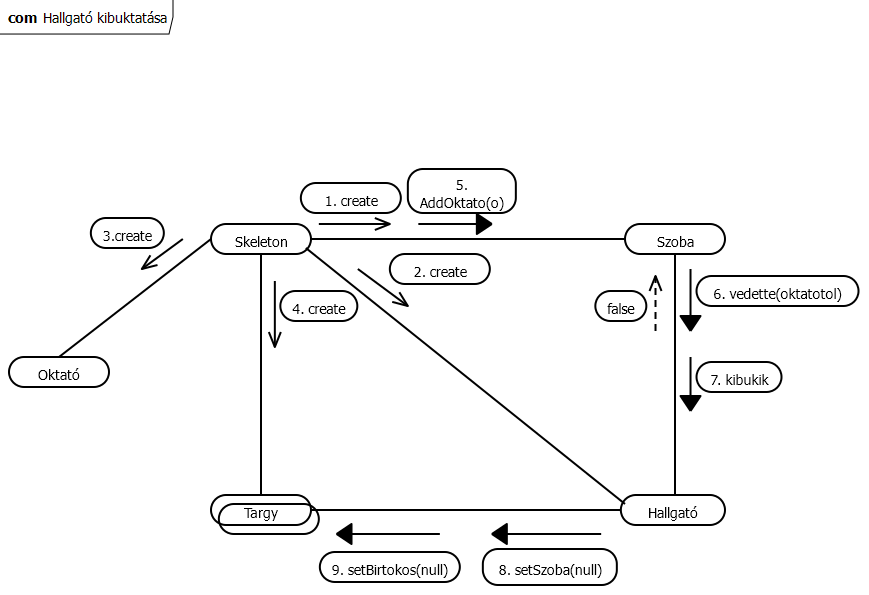 com Hallgató kibuktatása
1. create
5.
AddOktato(o)
3.create
Skeleton
Szoba
2. create
6. vedette(oktatotol)
4. create
false
Oktató
7. kibukik
Targy
Hallgató
9. setBirtokos(null)
8. setSzoba(null)